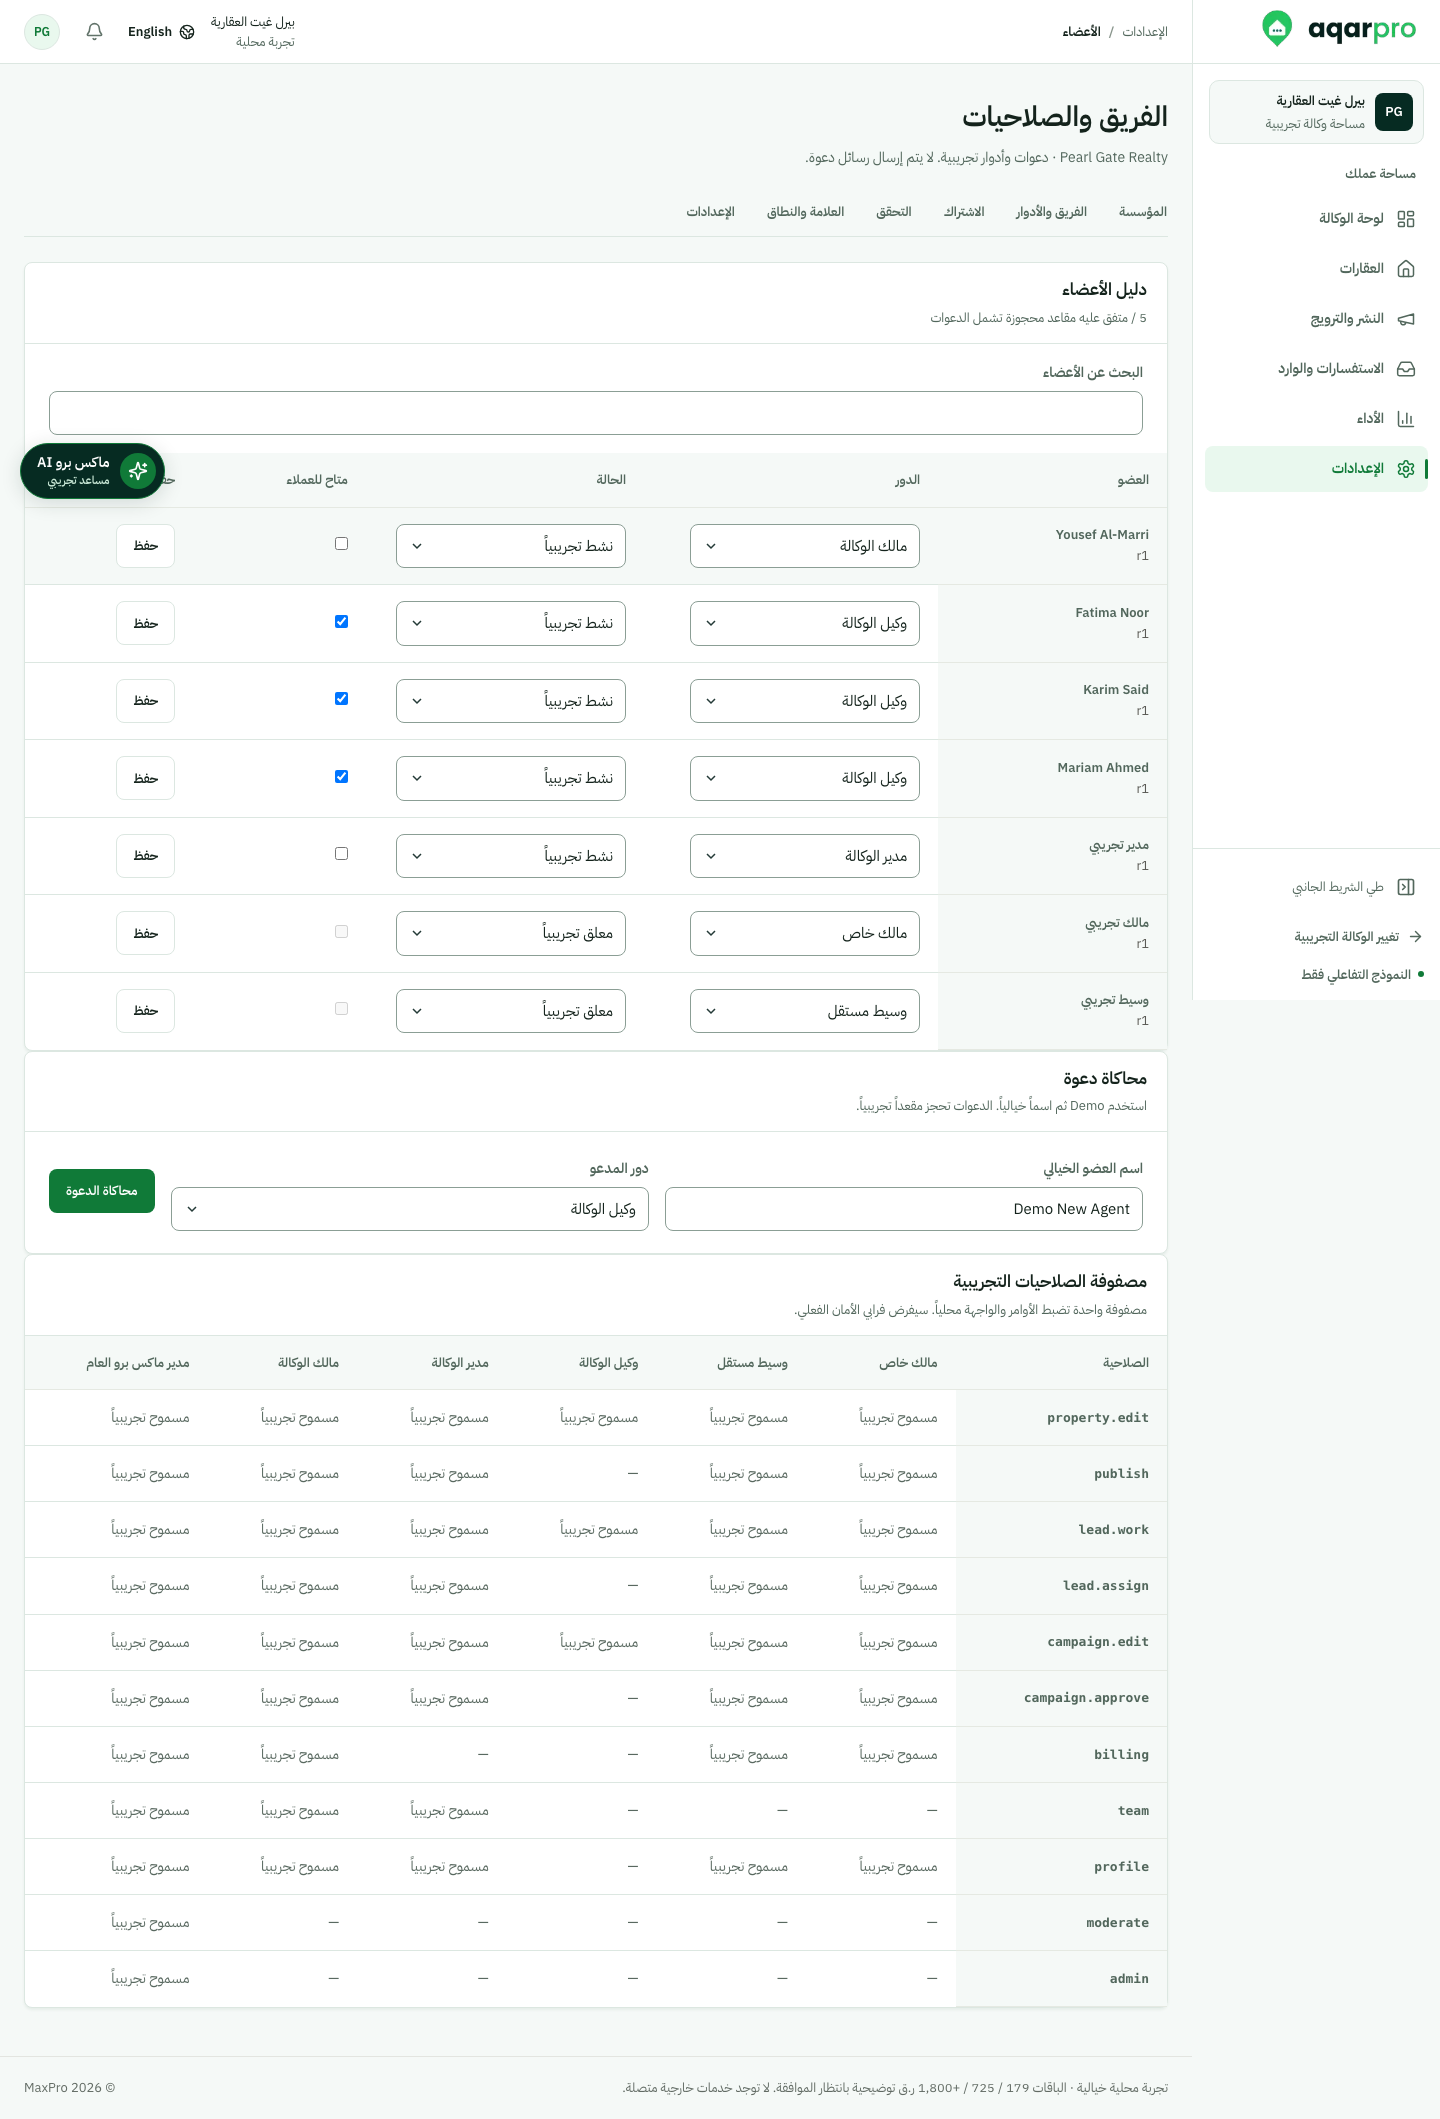 aqarpro
الإعدادات / الأعضاء
بيرل غيت العقارية
تجربة محلية
English
PG
PG
بيرل غيت العقارية
مساحة وكالة تجريبية
مساحة عملك
لوحة الوكالة
العقارات
النشر والترويج
الاستفسارات والوارد
الأداء
الإعدادات
طي الشريط الجانبي
تغيير الوكالة التجريبية
النموذج التفاعلي فقط
الفريق والصلاحيات
Pearl Gate Realty · دعوات وأدوار تجريبية. لا يتم إرسال رسائل دعوة.
المؤسسة
الفريق والأدوار
الاشتراك
التحقق
العلامة والنطاق
الإعدادات
دليل الأعضاء
5 / متفق عليه مقاعد محجوزة تشمل الدعوات
البحث عن الأعضاء
ماكس برو AI
مساعد تجريبي
العضو الدور الحالة متاح للعملاء
Yousef Al-Marri
r1
مالك الوكالة نشط تجريبياً حفظ
Fatima Noor
r1
وكيل الوكالة نشط تجريبياً حفظ
Karim Said
r1
وكيل الوكالة نشط تجريبياً حفظ
Mariam Ahmed
r1
وكيل الوكالة نشط تجريبياً حفظ
مدير تجريبي
r1
مدير الوكالة نشط تجريبياً حفظ
مالك تجريبي
r1
مالك خاص معلق تجريبياً حفظ
وسيط تجريبي
r1
وسيط مستقل معلق تجريبياً حفظ
محاكاة دعوة
استخدم Demo ثم اسماً خيالياً. الدعوات تحجز مقعداً تجريبياً.
اسم العضو الخيالي
Demo New Agent
دور المدعو
وكيل الوكالة
محاكاة الدعوة
مصفوفة الصلاحيات التجريبية
مصفوفة واحدة تضبط الأوامر والواجهة محلياً. سيفرض فرابي الأمان الفعلي.
الصلاحية مالك خاص وسيط مستقل وكيل الوكالة مدير الوكالة مالك الوكالة مدير ماكس برو العام
property.edit مسموح تجريبياً مسموح تجريبياً مسموح تجريبياً مسموح تجريبياً مسموح تجريبياً مسموح تجريبياً
publish مسموح تجريبياً مسموح تجريبياً — مسموح تجريبياً مسموح تجريبياً مسموح تجريبياً
lead.work مسموح تجريبياً مسموح تجريبياً مسموح تجريبياً مسموح تجريبياً مسموح تجريبياً مسموح تجريبياً
lead.assign مسموح تجريبياً مسموح تجريبياً — مسموح تجريبياً مسموح تجريبياً مسموح تجريبياً
campaign.edit مسموح تجريبياً مسموح تجريبياً مسموح تجريبياً مسموح تجريبياً مسموح تجريبياً مسموح تجريبياً
campaign.approve مسموح تجريبياً مسموح تجريبياً — مسموح تجريبياً مسموح تجريبياً مسموح تجريبياً
billing مسموح تجريبياً مسموح تجريبياً — — مسموح تجريبياً مسموح تجريبياً
team — — — مسموح تجريبياً مسموح تجريبياً مسموح تجريبياً
profile مسموح تجريبياً مسموح تجريبياً — مسموح تجريبياً مسموح تجريبياً مسموح تجريبياً
moderate — — — — — مسموح تجريبياً
admin — — — — — مسموح تجريبياً
تجربة محلية خيالية · الباقات 179 / 725 / +1,800 ر.ق توضيحية بانتظار الموافقة. لا توجد خدمات خارجية متصلة.
© 2026 MaxPro